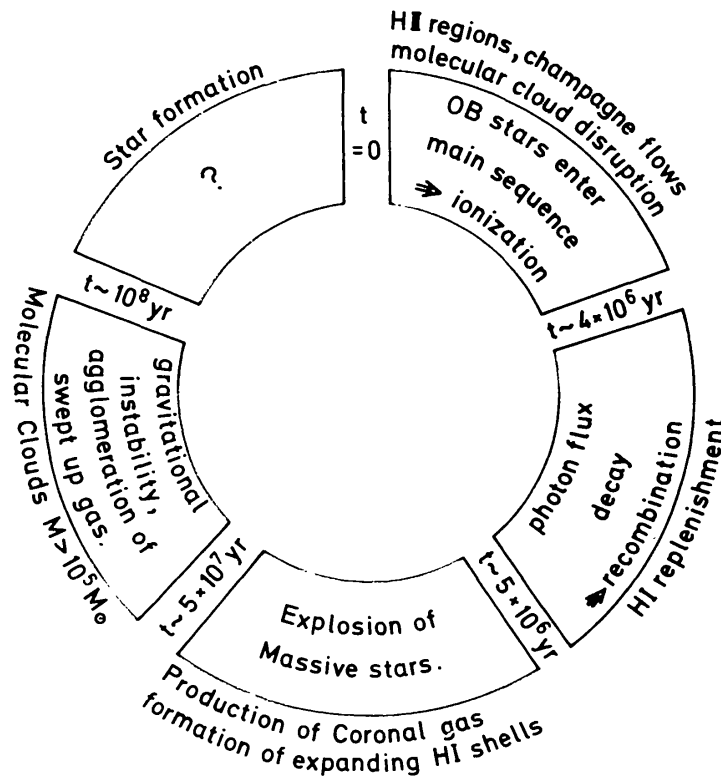 HII regions, champagne flows
molecular cloud disruption
OB stars enter
main sequence
⇒ ionization
t
=0
t~ 4×10⁶ yr
photon flux
decay
⇒ recombination
HI replenishment
t~ 5×10⁶ yr
Explosion of
Massive stars.
Production of Coronal gas
formation of expanding HI shells
t~ 5×10⁷ yr
gravitational
instability,
agglomeration of
swept up gas.
Molecular Clouds M>10⁵M⊙
t~ 10⁸ yr
Star formation
?